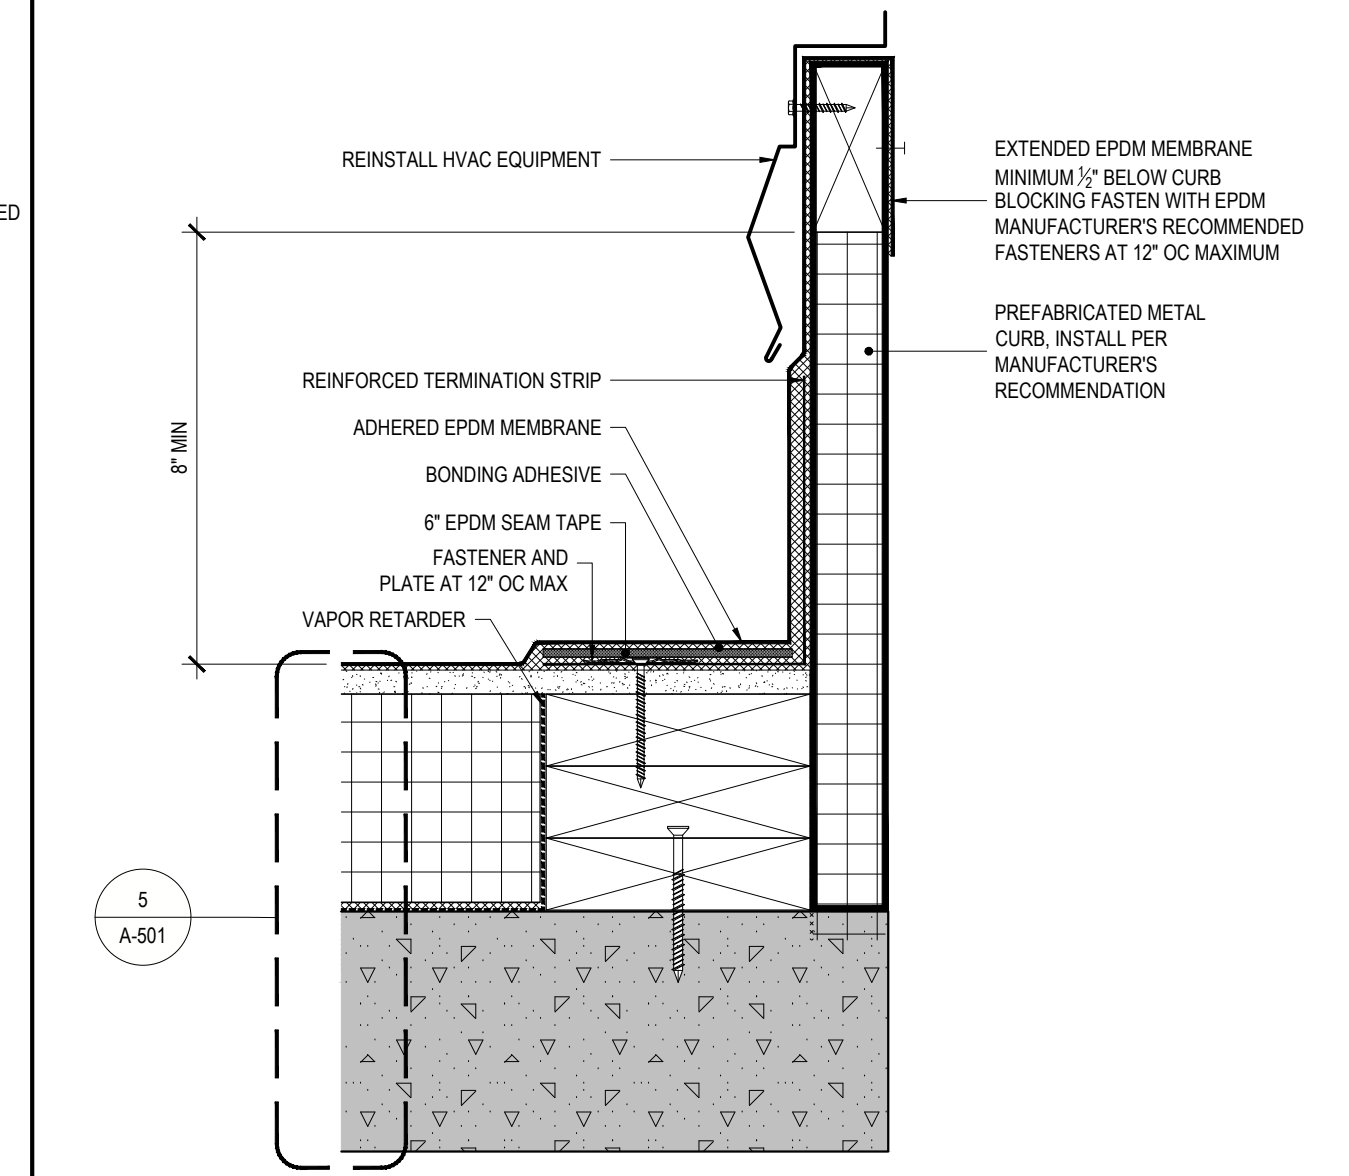 ED
REINSTALL HVAC EQUIPMENT
EXTENDED EPDM MEMBRANE
MINIMUM ½" BELOW CURB
BLOCKING FASTEN WITH EPDM
MANUFACTURER'S RECOMMENDED
FASTENERS AT 12" OC MAXIMUM
PREFABRICATED METAL
CURB, INSTALL PER
MANUFACTURER'S
RECOMMENDATION
8" MIN
REINFORCED TERMINATION STRIP
ADHERED EPDM MEMBRANE
BONDING ADHESIVE
6" EPDM SEAM TAPE
FASTENER AND
PLATE AT 12" OC MAX
VAPOR RETARDER
5
A-501